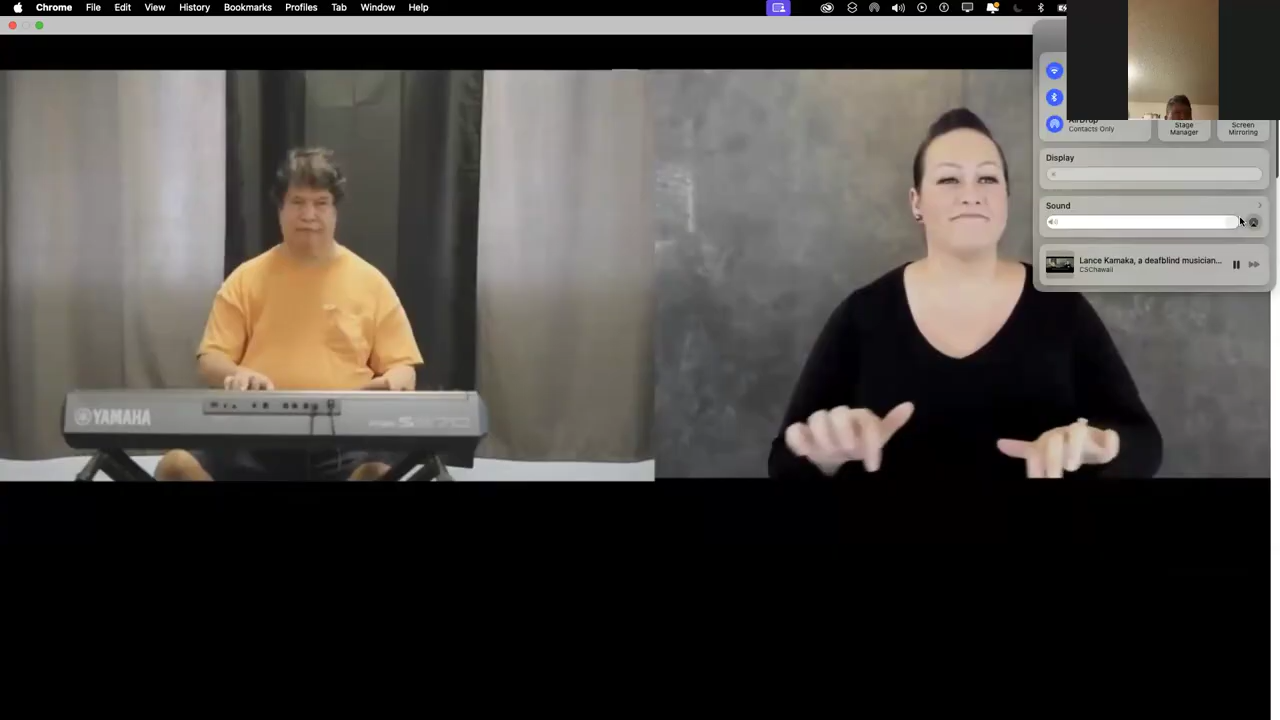 Chrome File Edit View History Bookmarks Profiles Tab Window Help
AirDrop
Contacts Only
Stage
Manager
Screen
Mirroring
Display
Sound
Lance Kamaka, a deafblind musician...
CSChawaii
YAMAHA